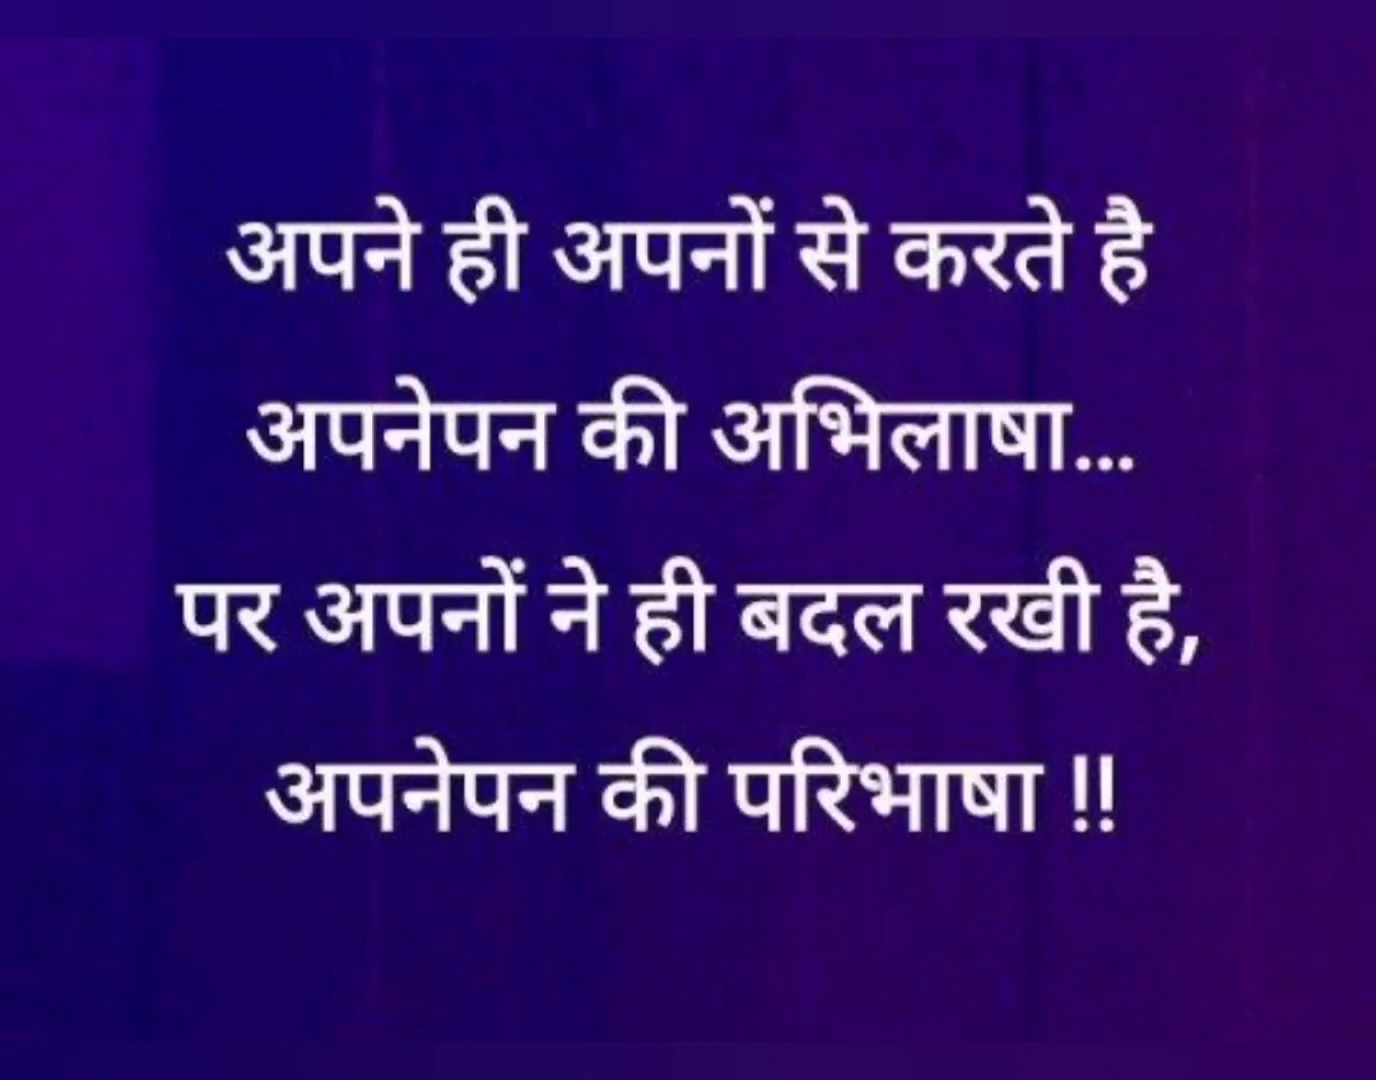 अपने ही अपनों से करते है
अपनेपन की अभिलाषा...
पर अपनों ने ही बदल रखी है,
अपनेपन की परिभाषा !!